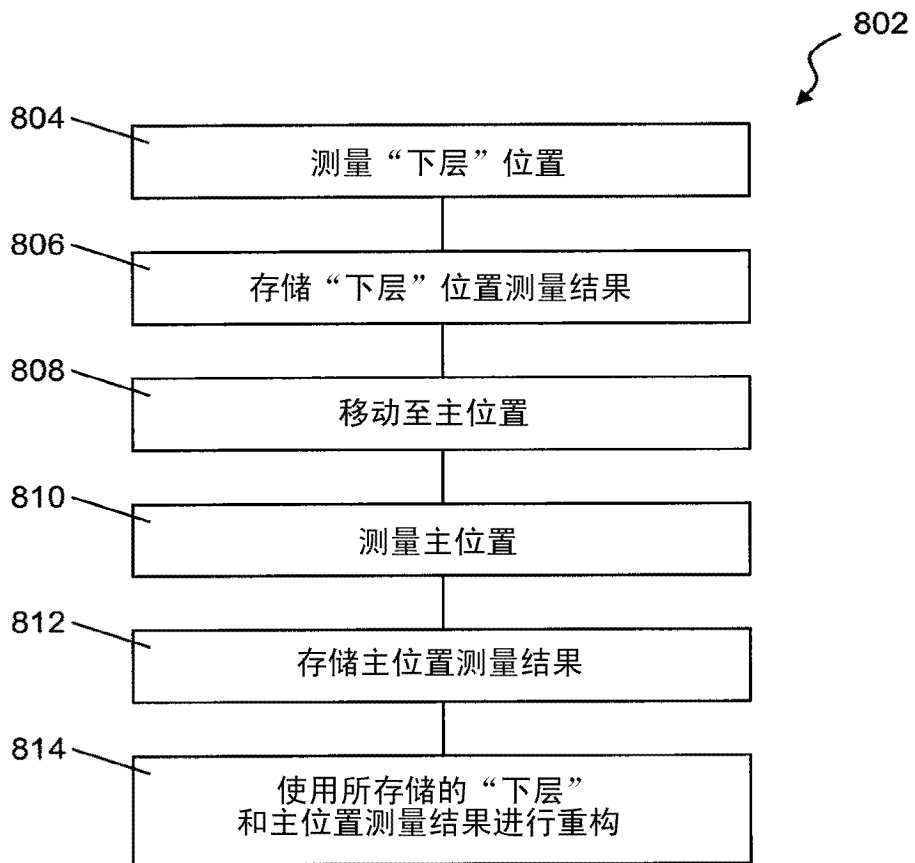 802
804
测量“下层”位置
806
存储“下层”位置测量结果
808
移动至主位置
810
测量主位置
812
存储主位置测量结果
814
使用所存储的“下层”
和主位置测量结果进行重构